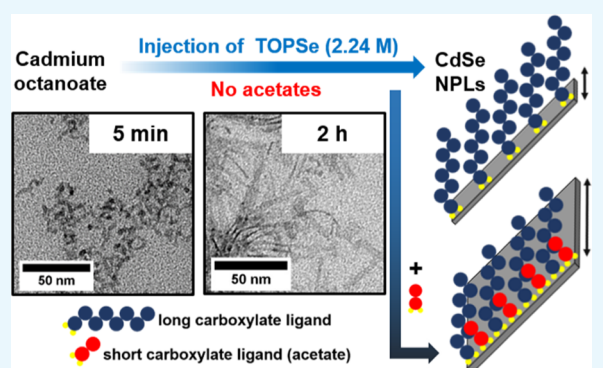 Cadmium
octanoate
Injection of TOPSe (2.24 M)
No acetates
CdSe
NPLs
5 min
2 h
50 nm
50 nm
+
long carboxylate ligand
short carboxylate ligand (acetate)